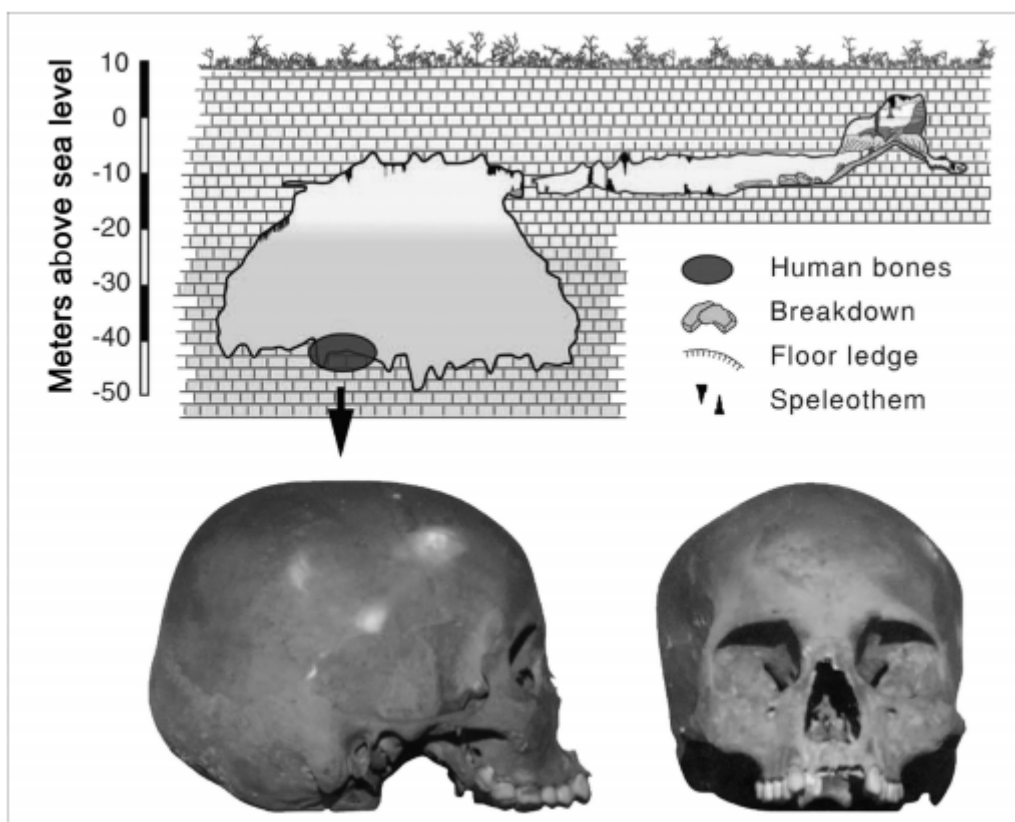 Meters above sea level
10
0
-10
-20
-30
-40
-50
Human bones
Breakdown
Floor ledge
Speleothem